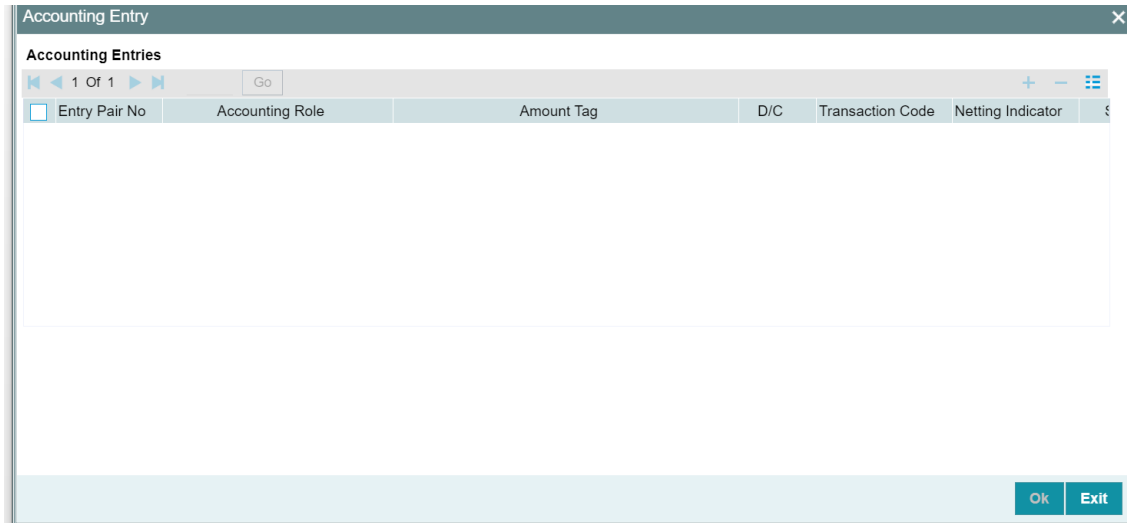 Accounting Entry
Accounting Entries
1 Of 1 Go
Entry Pair No Accounting Role Amount Tag D/C Transaction Code Netting Indicator
Ok Exit